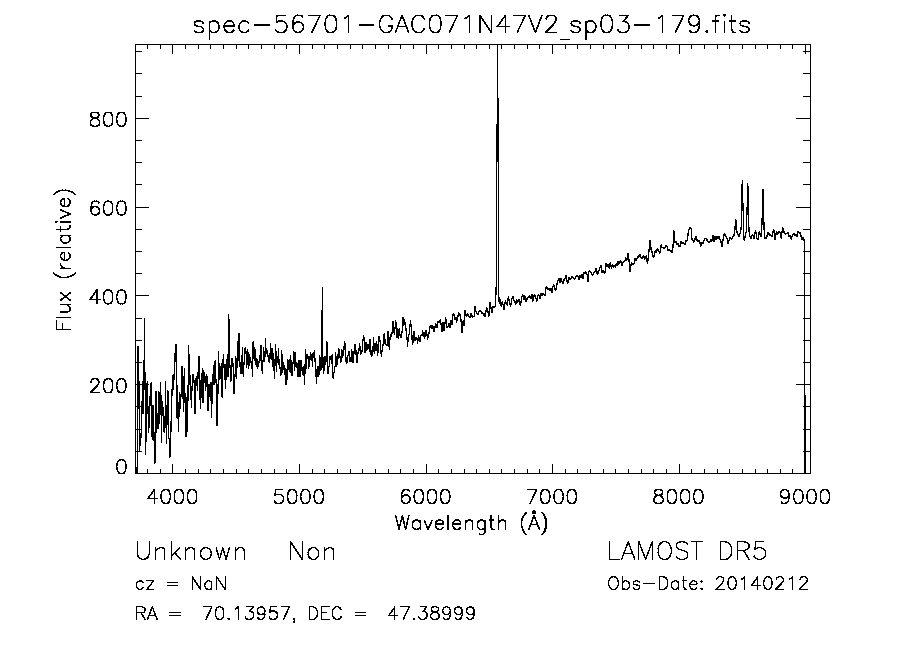 spec-56701-GAC071N47V2_sp03-179.fits
800
600
400
200
0
Flux (relative)
4000 5000 6000 7000 8000 9000
Wavelength (Å)
Unknown Non LAMOST DR5
cz = NaN Obs-Date: 20140212
RA = 70.13957, DEC = 47.38999